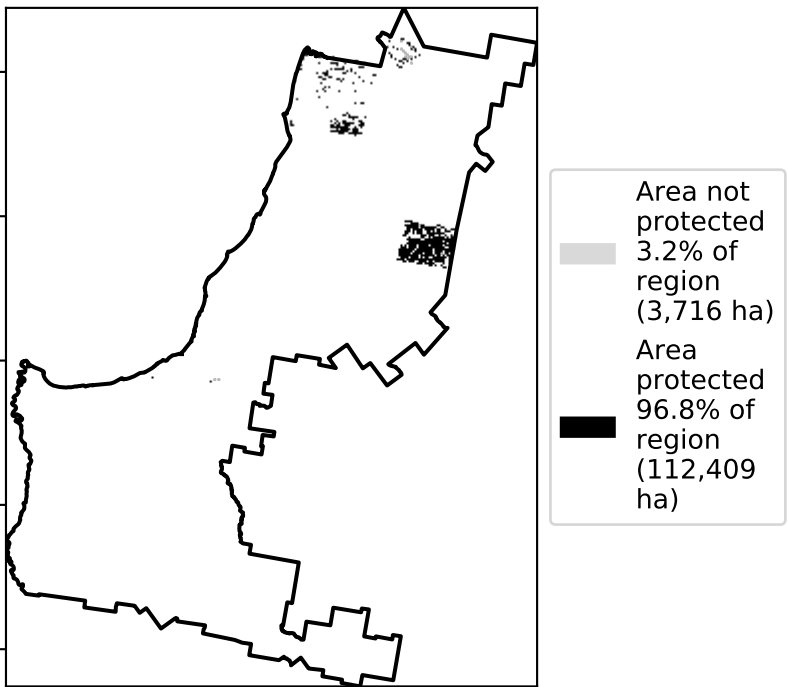 Area not
protected
3.2% of
region
(3,716 ha)
Area
protected
96.8% of
region
(112,409
ha)